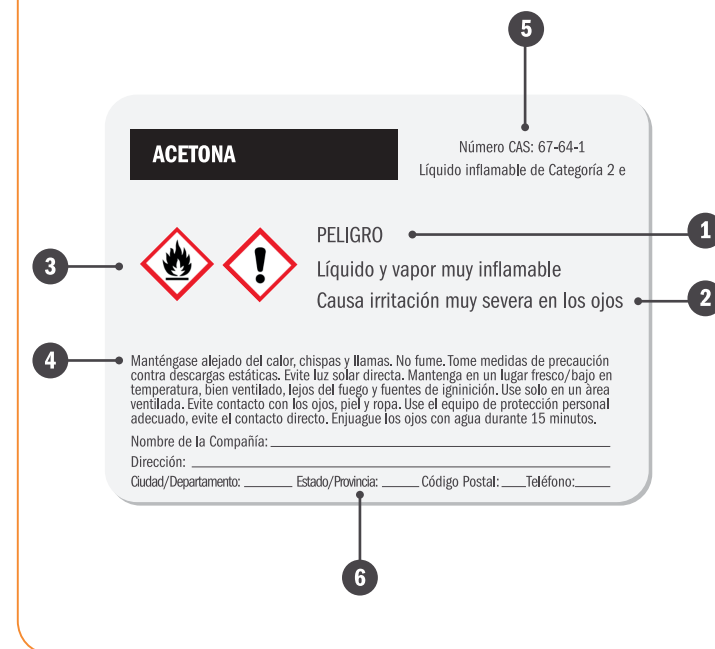 5
ACETONA
Número CAS: 67-64-1
Líquido inflamable de Categoría 2 e
PELIGRO
1
3
Líquido y vapor muy inflamable
Causa irritación muy severa en los ojos
2
4
Manténgase alejado del calor, chispas y llamas. No fume. Tome medidas de precaución
contra descargas estáticas. Evite luz solar directa. Mantenga en un lugar fresco/bajo en
temperatura, bien ventilado, lejos del fuego y fuentes de igninición. Use solo en un àrea
ventilada. Evite contacto con los ojos, piel y ropa. Use el equipo de protección personal
adecuado, evite el contacto directo. Enjuague los ojos con agua durante 15 minutos.
Nombre de la Compañía:
Dirección:
Ciudad/Departamento: Estado/Provincia: Código Postal: Teléfono:
6